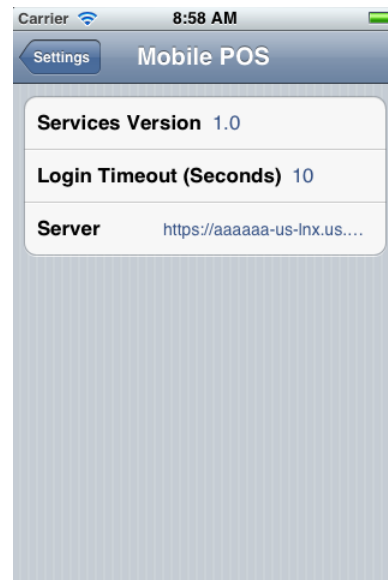 Carrier 8:58 AM
Settings Mobile POS
Services Version 1.0
Login Timeout (Seconds) 10
Server https://aaaaaa-us-lnx.us....